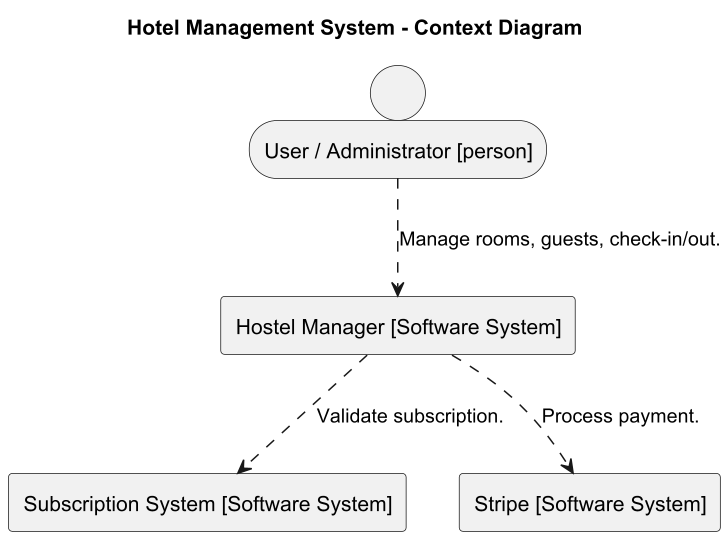 Hotel Management System - Context Diagram
User / Administrator [person]
Manage rooms, guests, check-in/out.
Hostel Manager [Software System]
Validate subscription.
Process payment.
Subscription System [Software System]
Stripe [Software System]